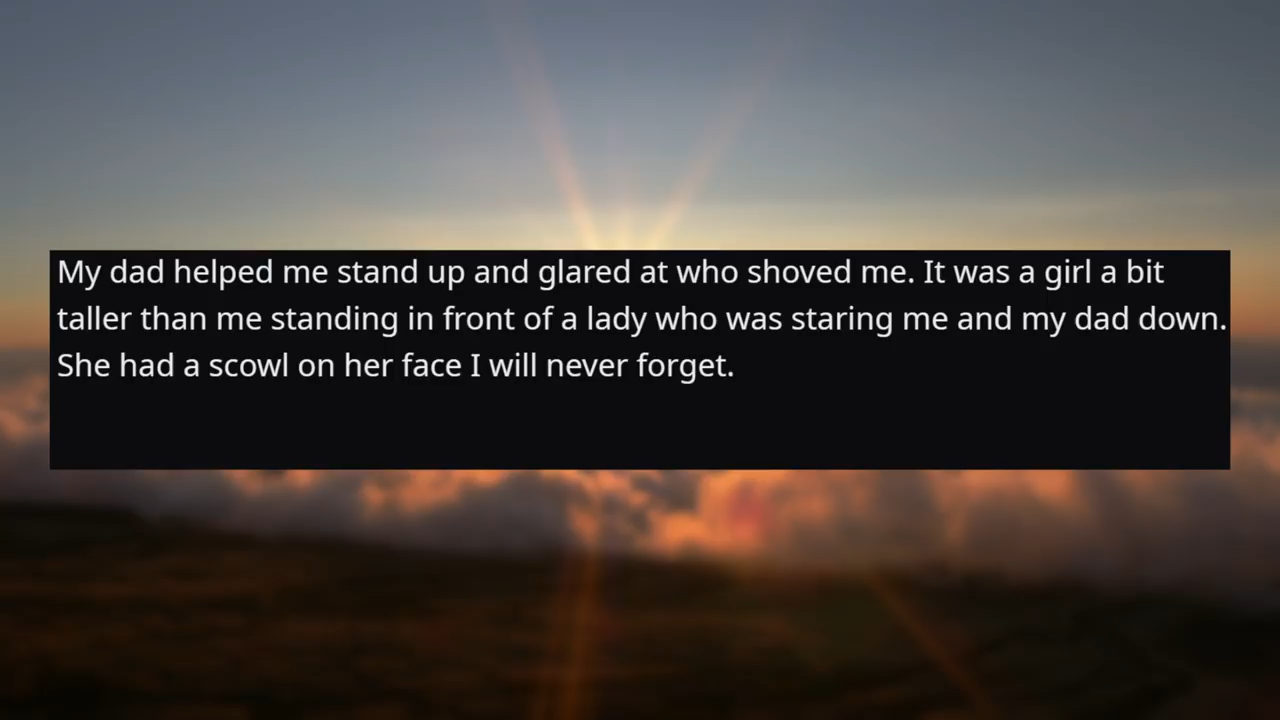 My dad helped me stand up and glared at who shoved me. It was a girl a bit
taller than me standing in front of a lady who was staring me and my dad down.
She had a scowl on her face I will never forget.